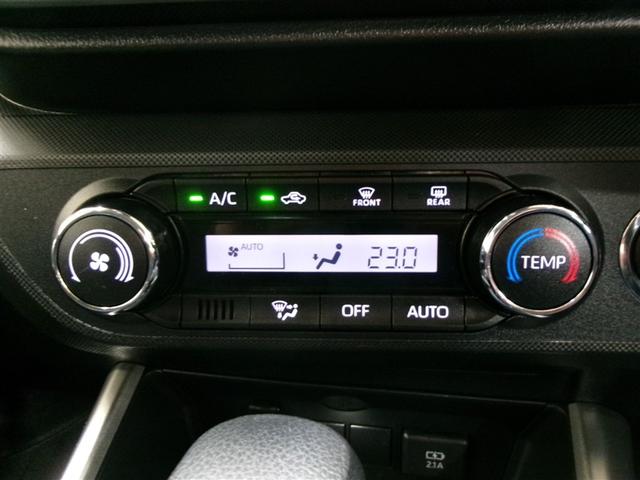 A/C
FRONT
REAR
AUTO
23.0
TEMP
OFF
AUTO
2.1A